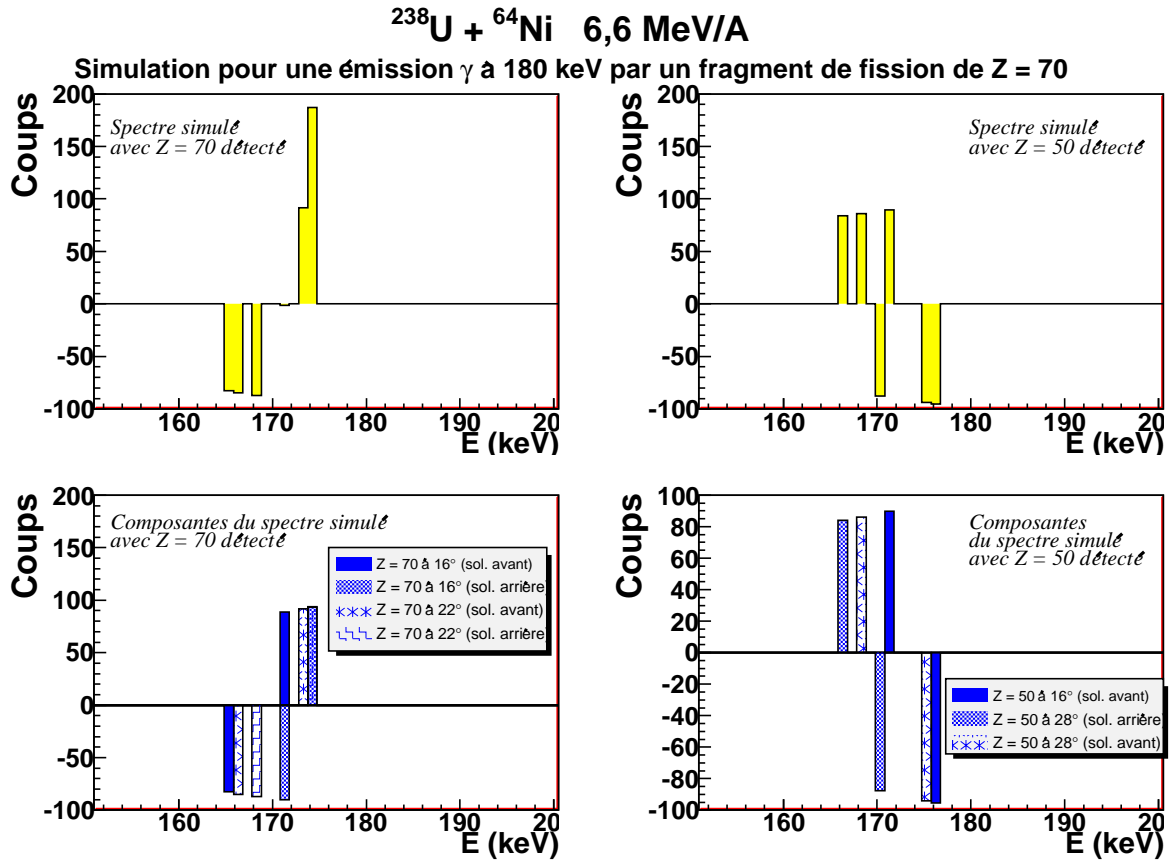 238U + 64Ni 6,6 MeV/A
Simulation pour une émission γ à 180 keV par un fragment de fission de Z = 70
Coups
200
150
100
50
0
-50
-100
160 170 180 190 20
E (keV)
Spectre simulé
avec Z = 70 détecté
Coups
200
150
100
50
0
-50
-100
160 170 180 190 20
E (keV)
Spectre simulé
avec Z = 50 détecté
Coups
200
150
100
50
0
-50
-100
160 170 180 190 20
E (keV)
Composantes du spectre simulé
avec Z = 70 détecté
Z = 70 à 16° (sol. avant)
Z = 70 à 16° (sol. arrière
Z = 70 à 22° (sol. avant)
Z = 70 à 22° (sol. arrière
Coups
100
80
60
40
20
0
-20
-40
-60
-80
-100
160 170 180 190 20
E (keV)
Composantes
du spectre simulé
avec Z = 50 détecté
Z = 50 à 16° (sol. avant)
Z = 50 à 28° (sol. arrière
Z = 50 à 28° (sol. avant)